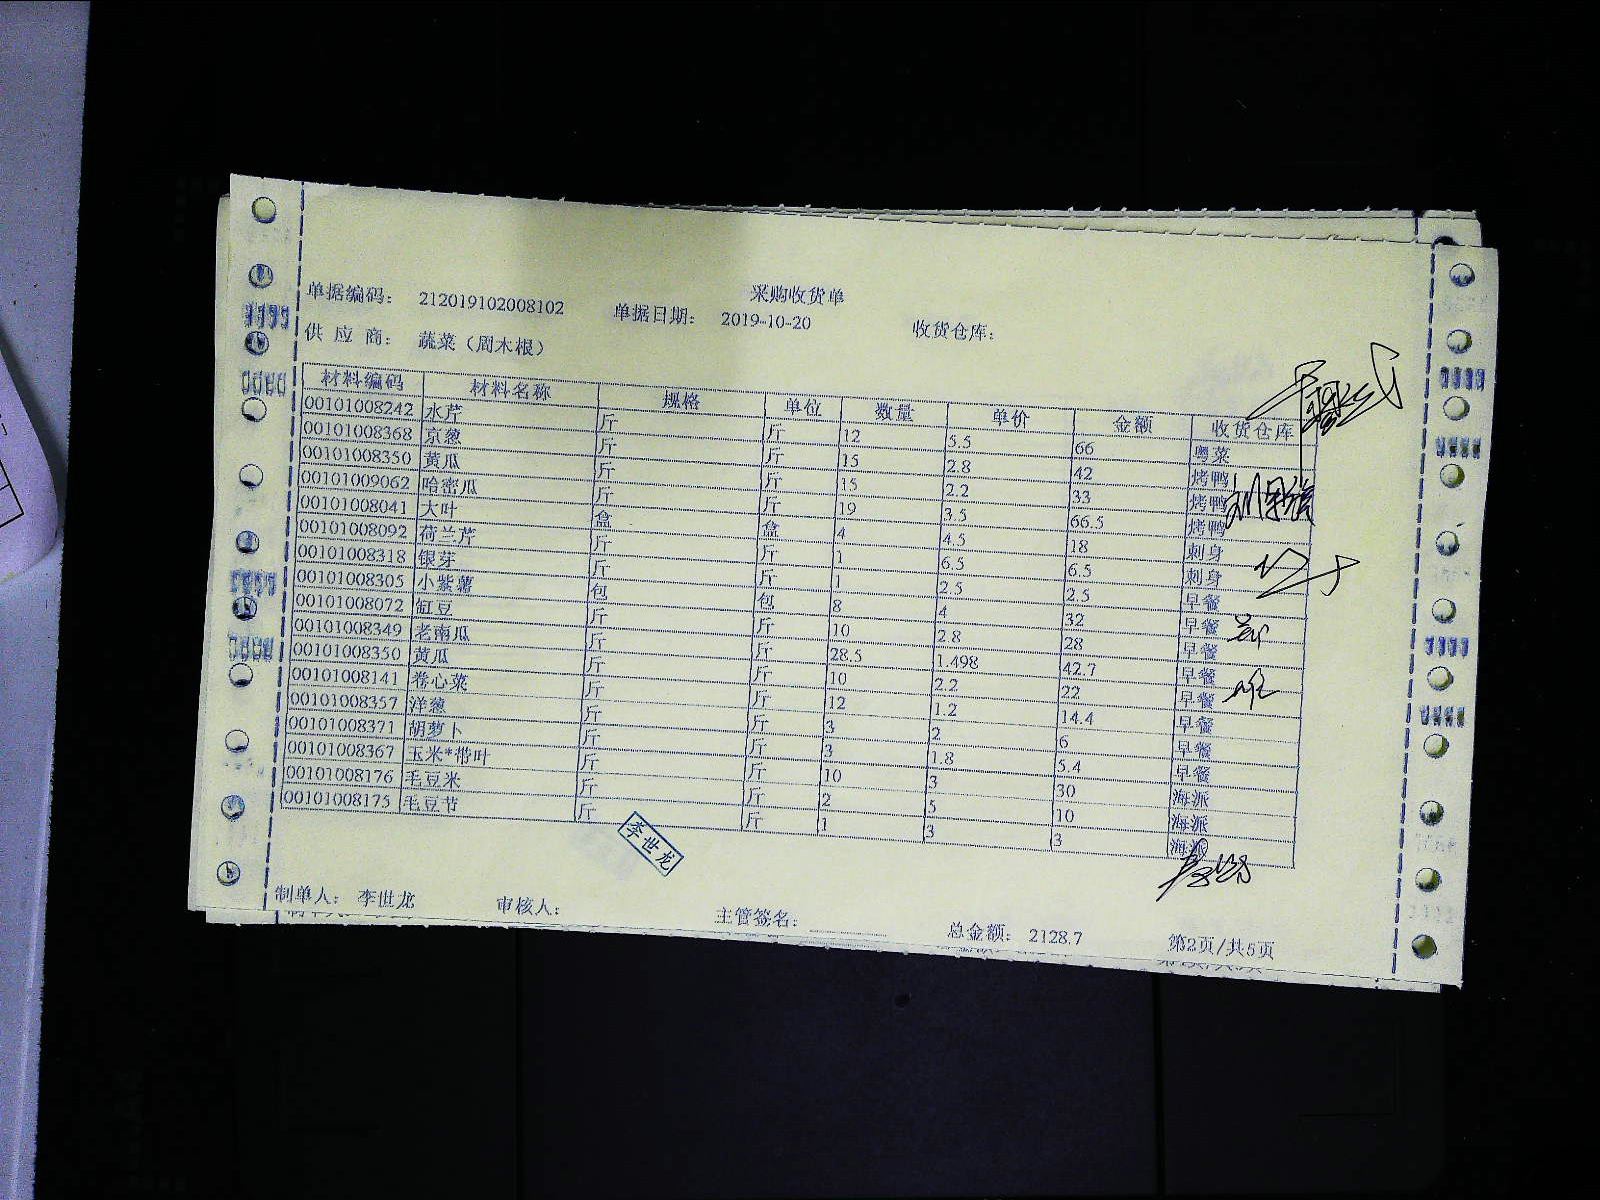 采购收货单
单据编码： 212019102008102 单据日期： 2019-10-20 收货仓库：
供 应 商： 蔬菜（周木根）
材料编码 材料名称 规格 单位 数量 单价 金额 收货仓库
00101008242 水芹 斤 斤 12 5.5 66 粤菜
00101008368 京葱 斤 斤 15 2.8 42 烤鸭
00101008350 黄瓜 斤 斤 15 2.2 33 烤鸭
00101009062 哈密瓜 斤 斤 19 3.5 66.5 烤鸭
00101008041 大叶 盒 盒 4 4.5 18 刺身
00101008092 荷兰芹 斤 斤 1 6.5 6.5 刺身
00101008318 银芽 斤 斤 1 2.5 2.5 早餐
00101008305 小紫薯 包 包 8 4 32 早餐
00101008072 缸豆 斤 斤 10 2.8 28 早餐
00101008349 老南瓜 斤 斤 28.5 1.498 42.7 早餐
00101008350 黄瓜 斤 斤 10 2.2 22 早餐
00101008141 卷心菜 斤 斤 12 1.2 14.4 早餐
00101008357 洋葱 斤 斤 3 2 6 早餐
00101008371 胡萝卜 斤 斤 3 1.8 5.4 早餐
00101008367 玉米*带叶 斤 斤 10 3 30 海派
00101008176 毛豆米 斤 斤 2 5 10 海派
00101008175 毛豆节 斤 斤 1 3 3 海派
李世龙
制单人： 李世龙 审核人： 主管签名： 总金额： 2128.7 第2页/共5页